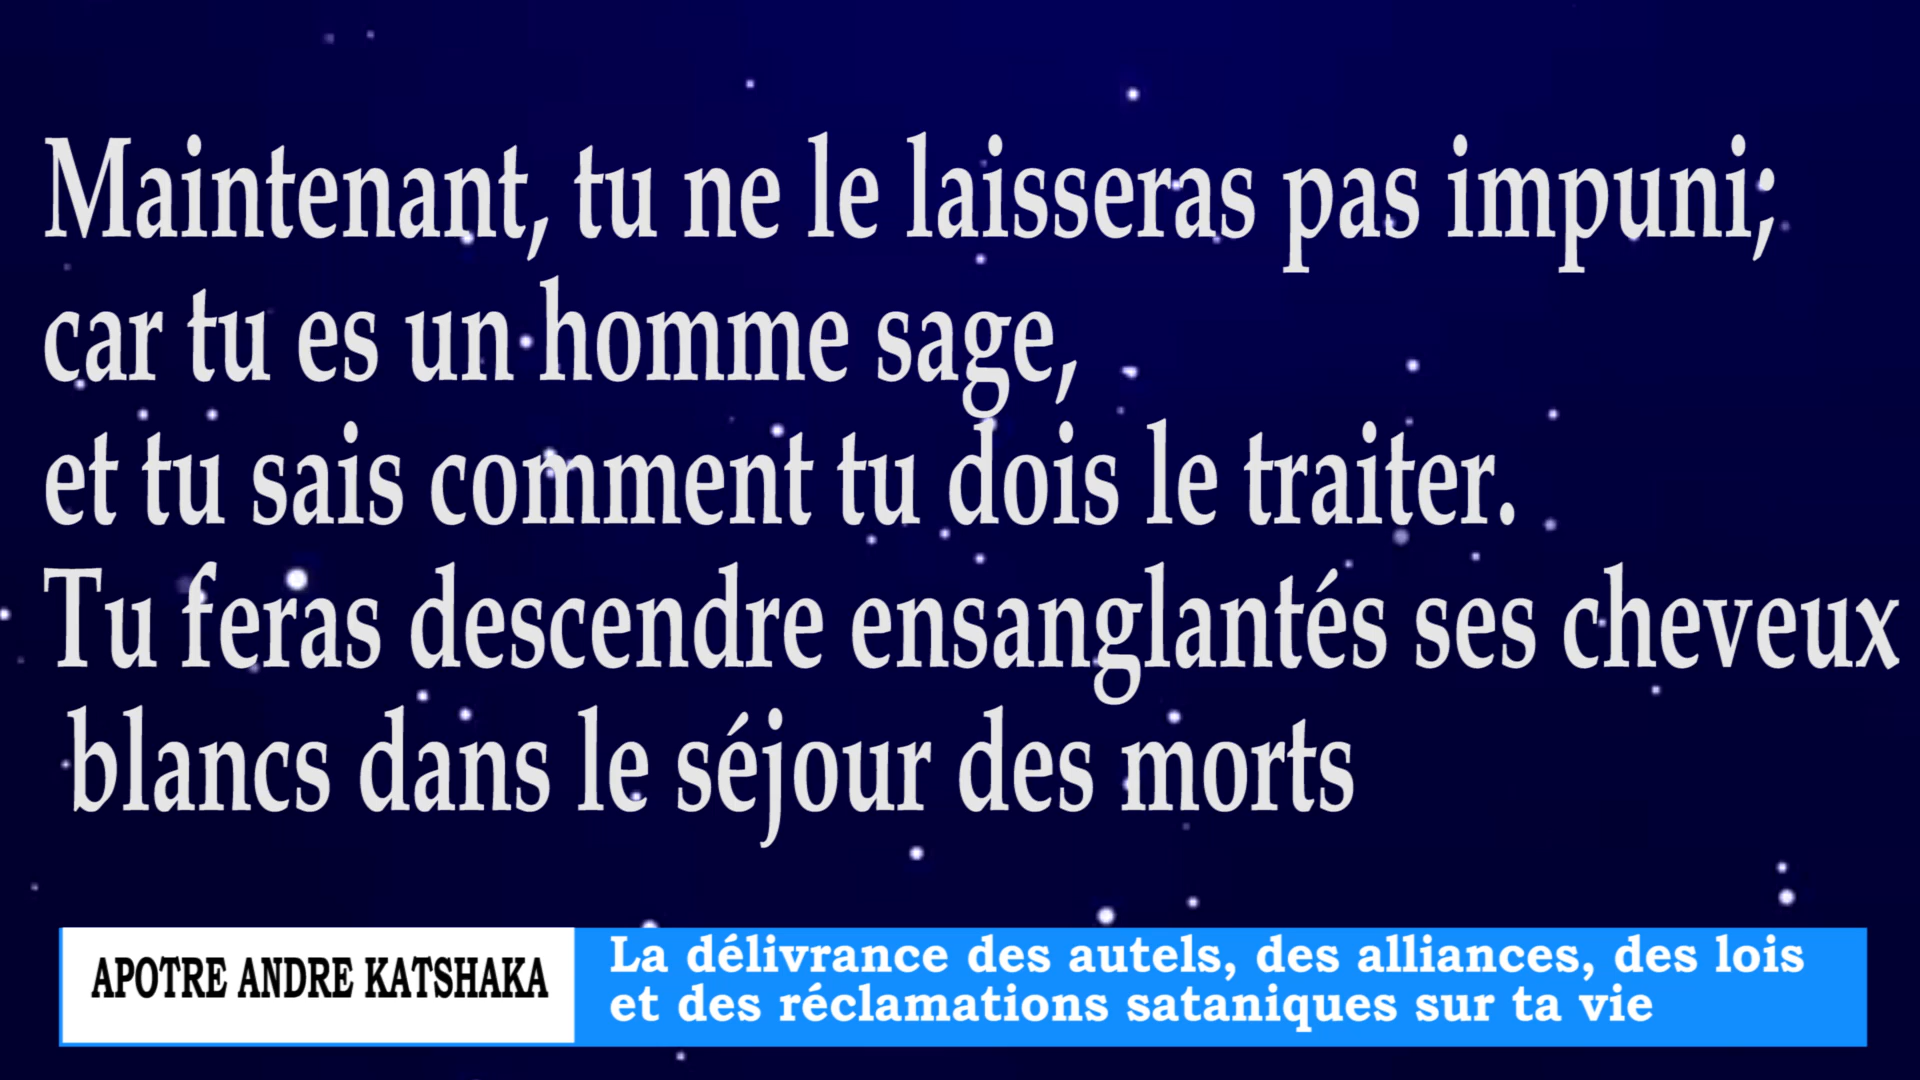 Maintenant, tu ne le laisseras pas impuni;
car tu es un homme sage,
et tu sais comment tu dois le traiter.
Tu feras descendre ensanglantés ses cheveux
blancs dans le séjour des morts
APOTRE ANDRE KATSHAKA
La délivrance des autels, des alliances, des lois
et des réclamations sataniques sur ta vie